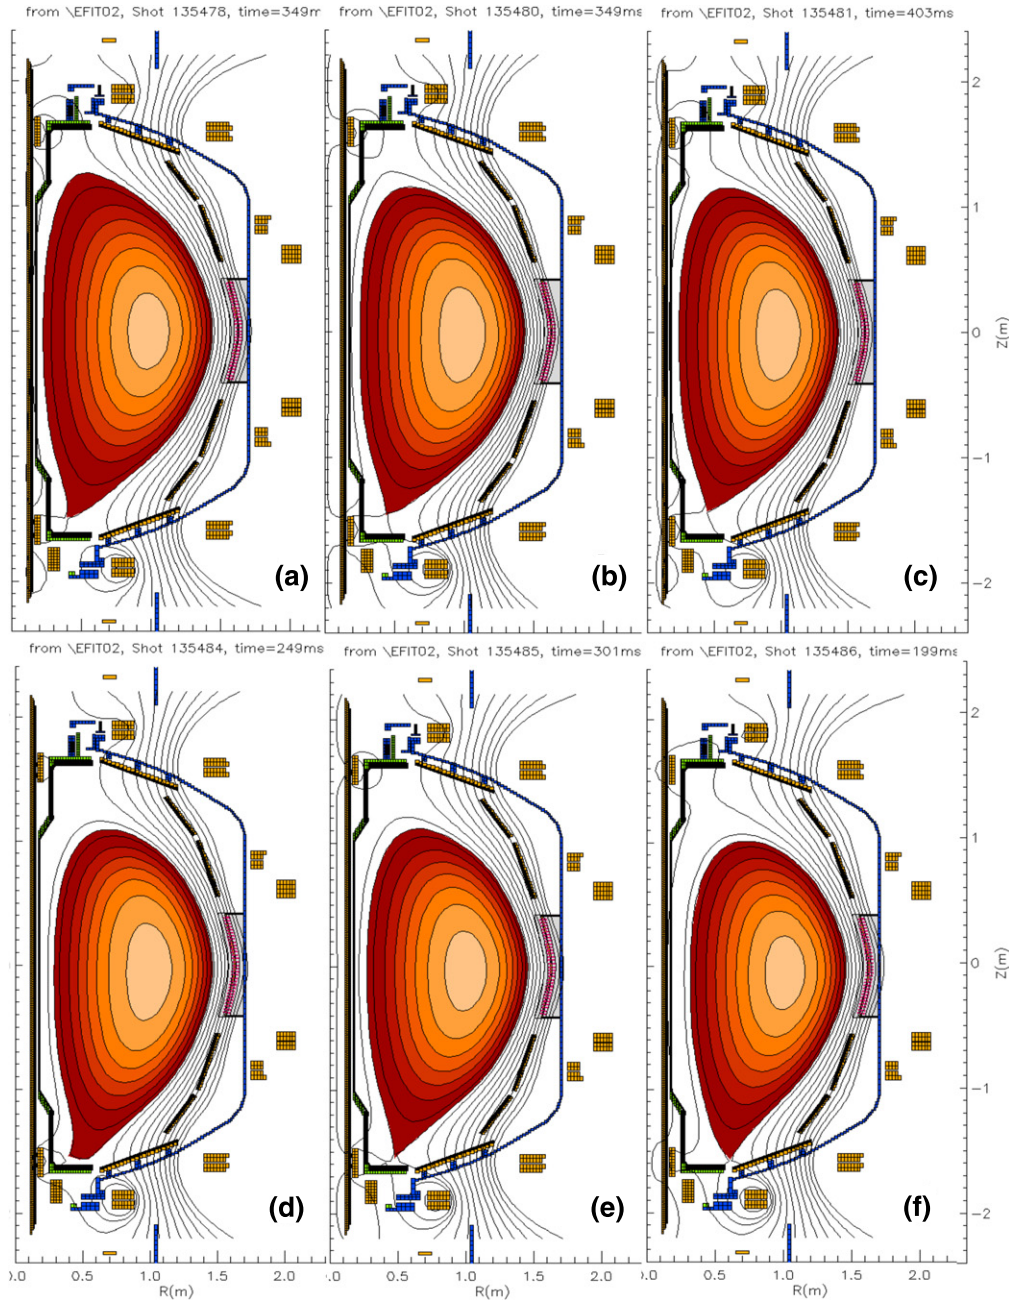 from \EFIT02, Shot 135478, time=349m
from \EFIT02, Shot 135480, time=349ms
from \EFIT02, Shot 135481, time=403ms
2
1
0
Z(m)
-1
-2
(a)
(b)
(c)
from \EFIT02, Shot 135484, time=249ms
from \EFIT02, Shot 135485, time=301ms
from \EFIT02, Shot 135486, time=199ms
2
1
0
Z(m)
-1
-2
(d)
(e)
(f)
0.5 1.0 1.5 2.0
0.5 1.0 1.5 2.0
0.5 1.0 1.5 2.0
R(m)
R(m)
R(m)